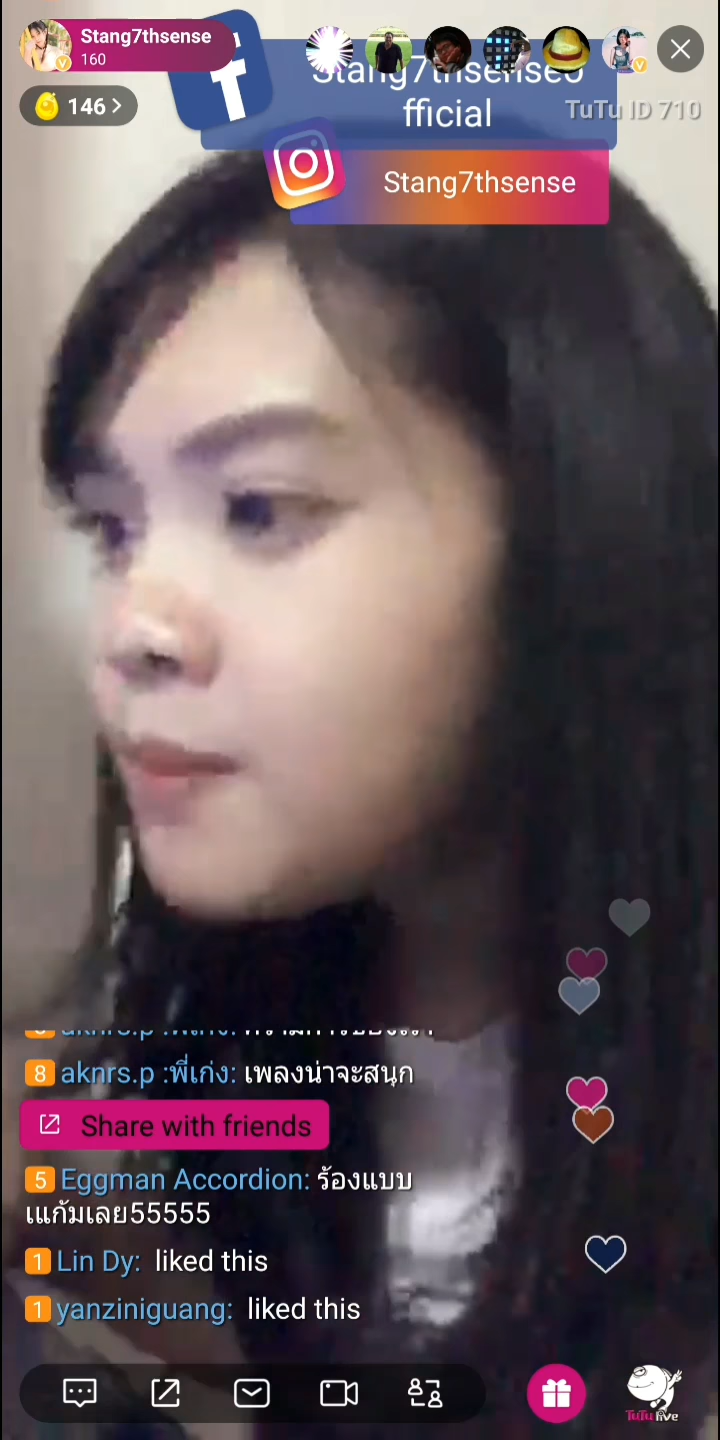 Stang7thsense
160
146 >
Stang7thsenseo
fficial
TuTu ID 710
Stang7thsense
8 aknrs.p :พี่เก่ง: เพลงน่าจะสนุก
Share with friends
5 Eggman Accordion: ร้องแบบ
แก้มเลย55555
1 Lin Dy: liked this
1 yanziniguang: liked this
TuTu live